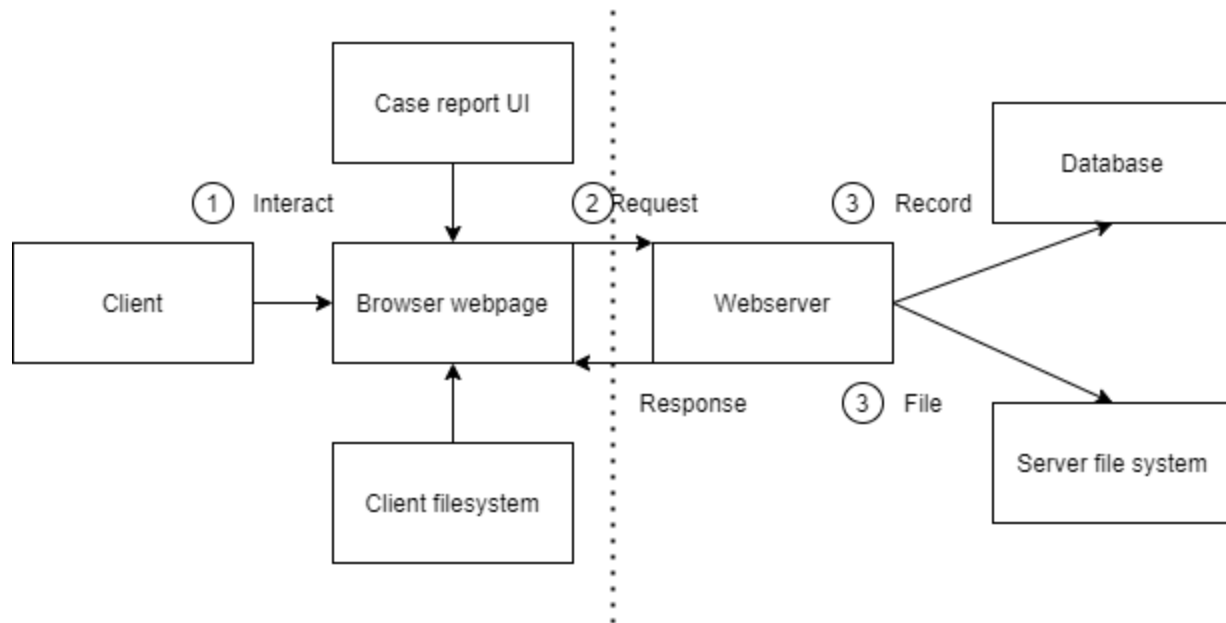 Case report UI
Database
1 Interact
2 Request
3 Record
Client
Browser webpage
Webserver
Response
3 File
Client filesystem
Server file system